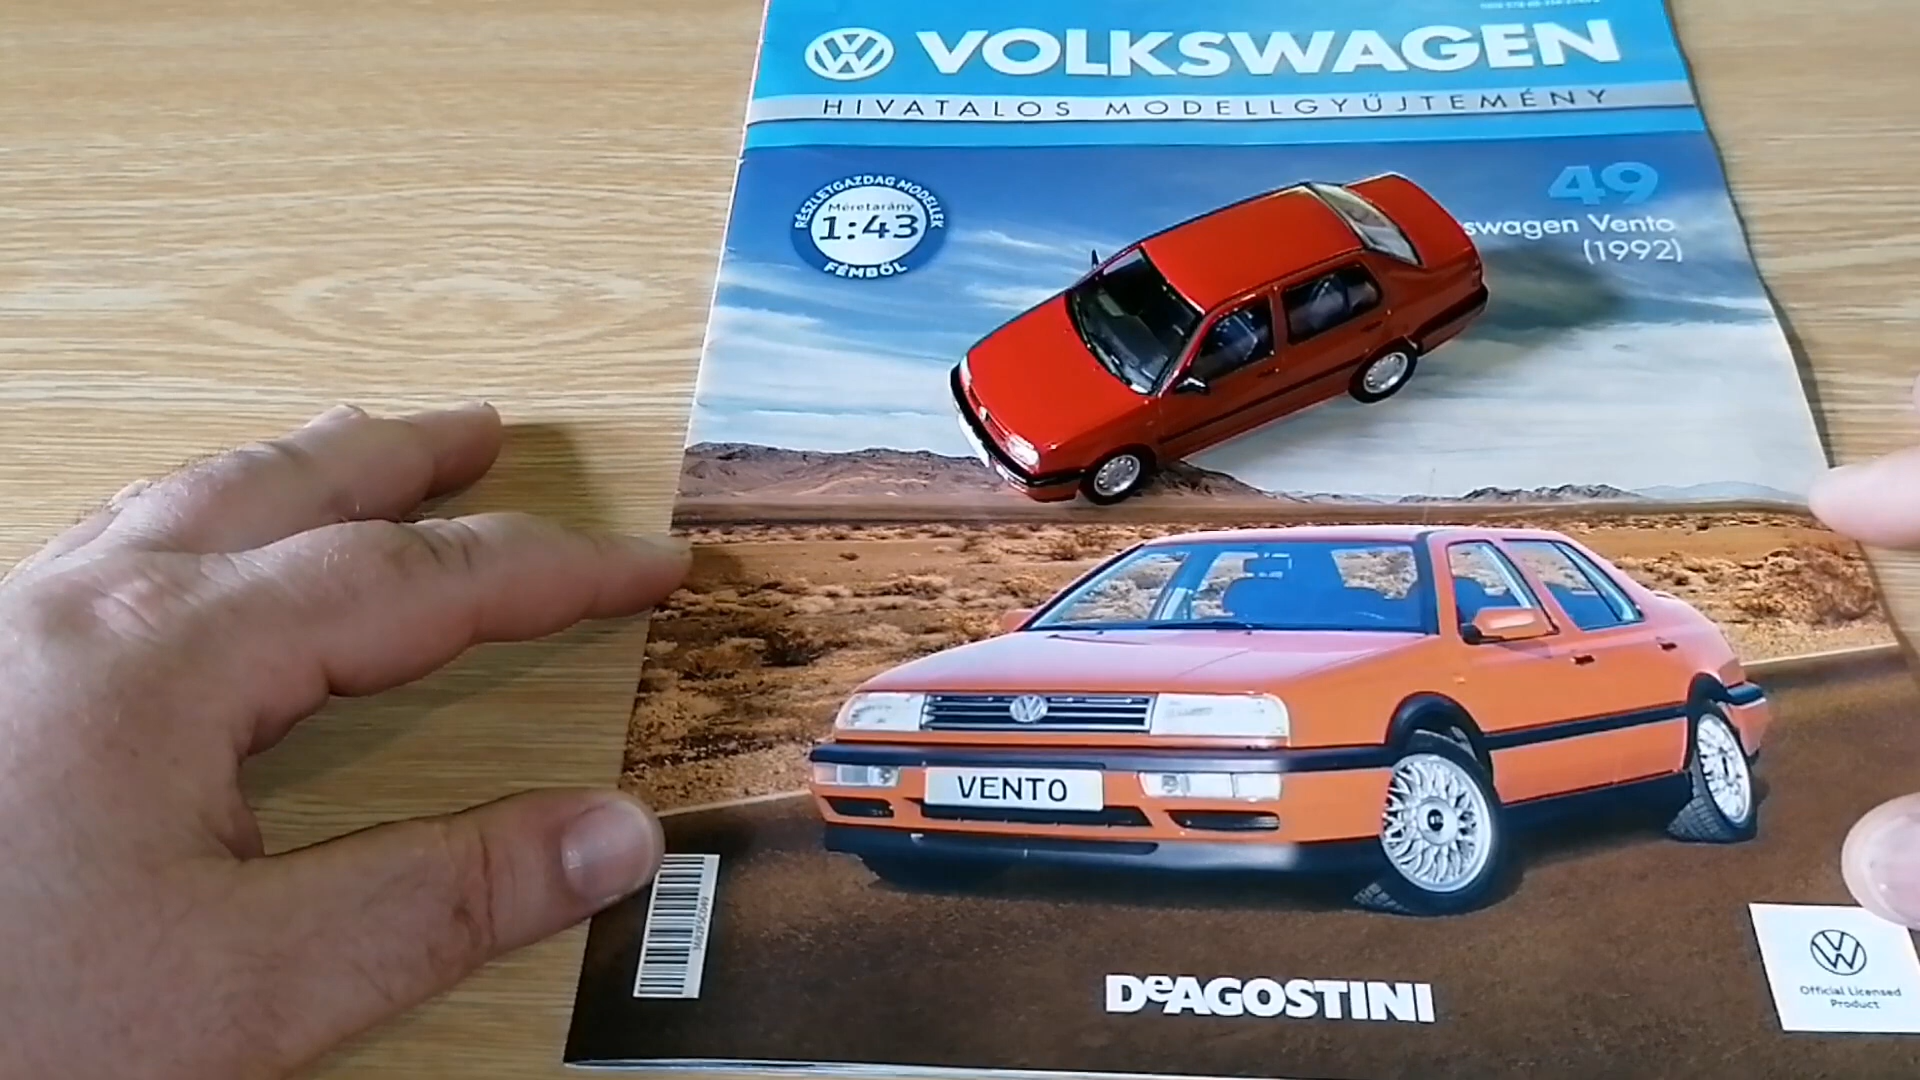 VOLKSWAGEN
HIVATALOS MODELLGYŰJTEMÉNY
RÉSZLETGAZDAG MODELLEK
Méretarány
1:43
FÉMBŐL
49
swagen Vento
(1992)
VENTO
DeAGOSTINI
Official Licensed
Product